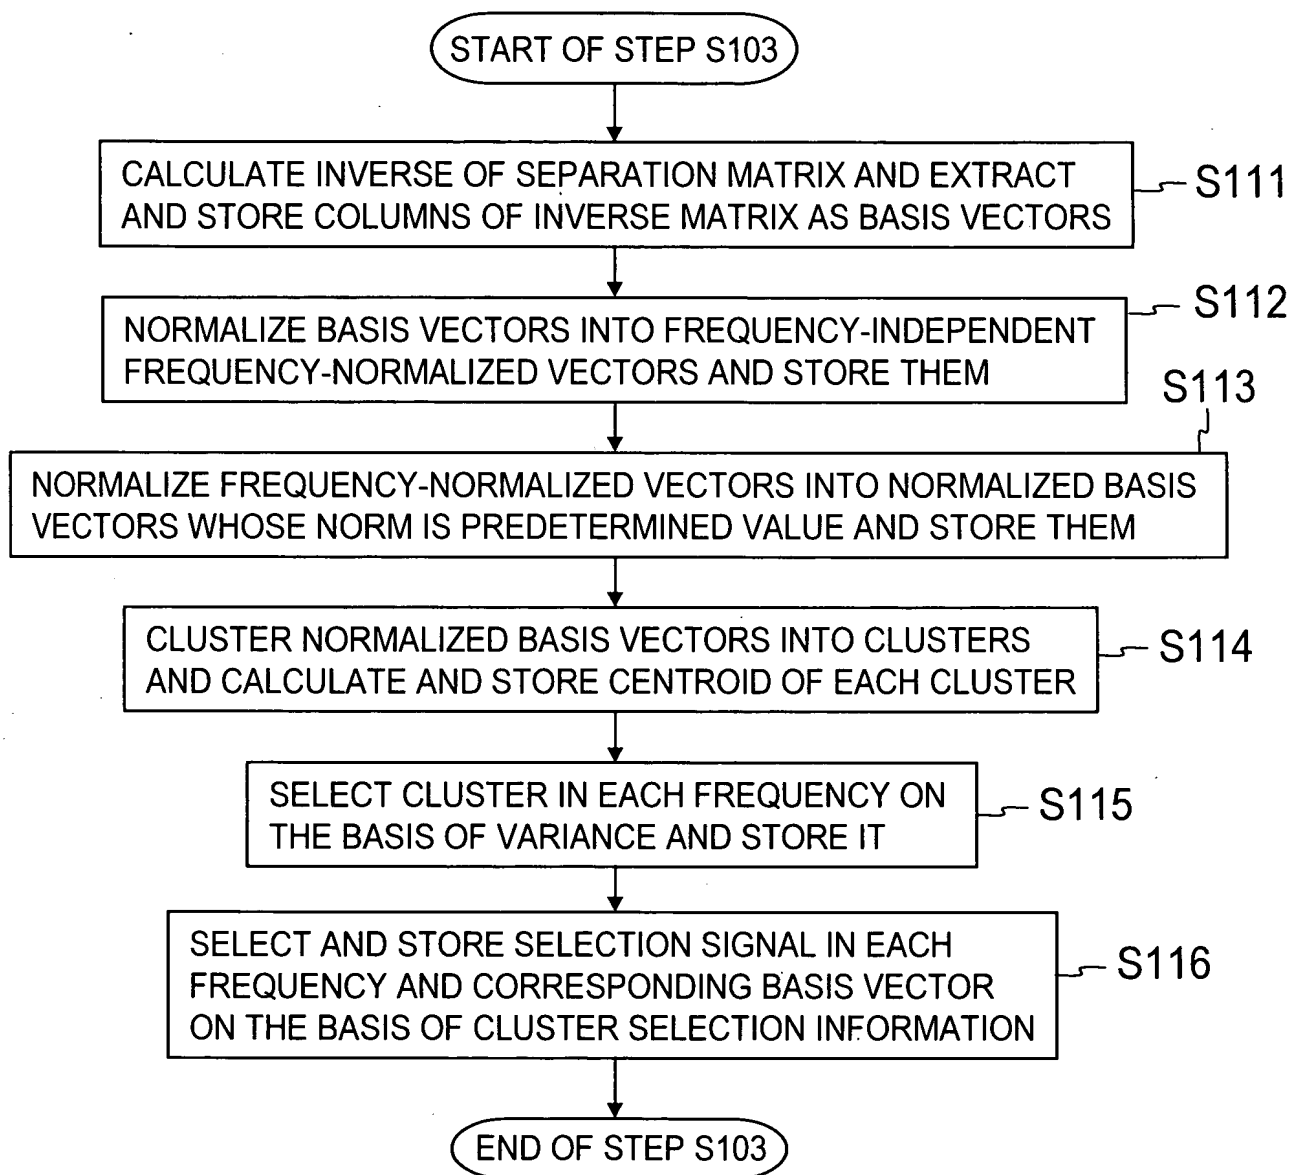 START OF STEP S103
CALCULATE INVERSE OF SEPARATION MATRIX AND EXTRACT
AND STORE COLUMNS OF INVERSE MATRIX AS BASIS VECTORS
S111
NORMALIZE BASIS VECTORS INTO FREQUENCY-INDEPENDENT
FREQUENCY-NORMALIZED VECTORS AND STORE THEM
S112
NORMALIZE FREQUENCY-NORMALIZED VECTORS INTO NORMALIZED BASIS
VECTORS WHOSE NORM IS PREDETERMINED VALUE AND STORE THEM
S113
CLUSTER NORMALIZED BASIS VECTORS INTO CLUSTERS
AND CALCULATE AND STORE CENTROID OF EACH CLUSTER
S114
SELECT CLUSTER IN EACH FREQUENCY ON
THE BASIS OF VARIANCE AND STORE IT
S115
SELECT AND STORE SELECTION SIGNAL IN EACH
FREQUENCY AND CORRESPONDING BASIS VECTOR
ON THE BASIS OF CLUSTER SELECTION INFORMATION
S116
END OF STEP S103